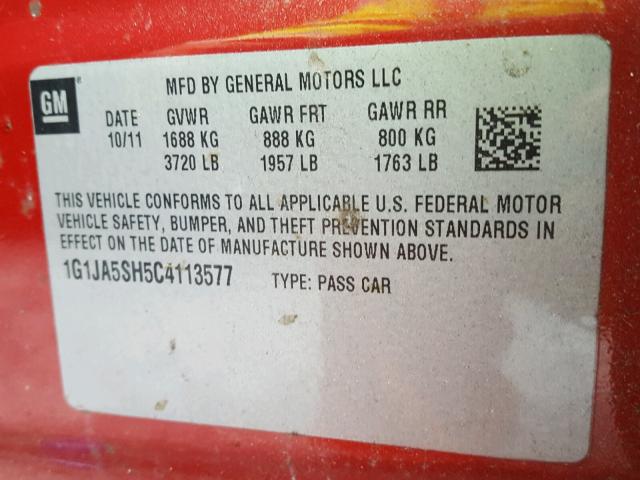 GM
®
MFD BY GENERAL MOTORS LLC
DATE GVWR GAWR FRT GAWR RR
10/11 1688 KG 888 KG 800 KG
3720 LB 1957 LB 1763 LB
THIS VEHICLE CONFORMS TO ALL APPLICABLE U.S. FEDERAL MOTOR
VEHICLE SAFETY, BUMPER, AND THEFT PREVENTION STANDARDS IN
EFFECT ON THE DATE OF MANUFACTURE SHOWN ABOVE.
1G1JA5SH5C4113577 TYPE: PASS CAR